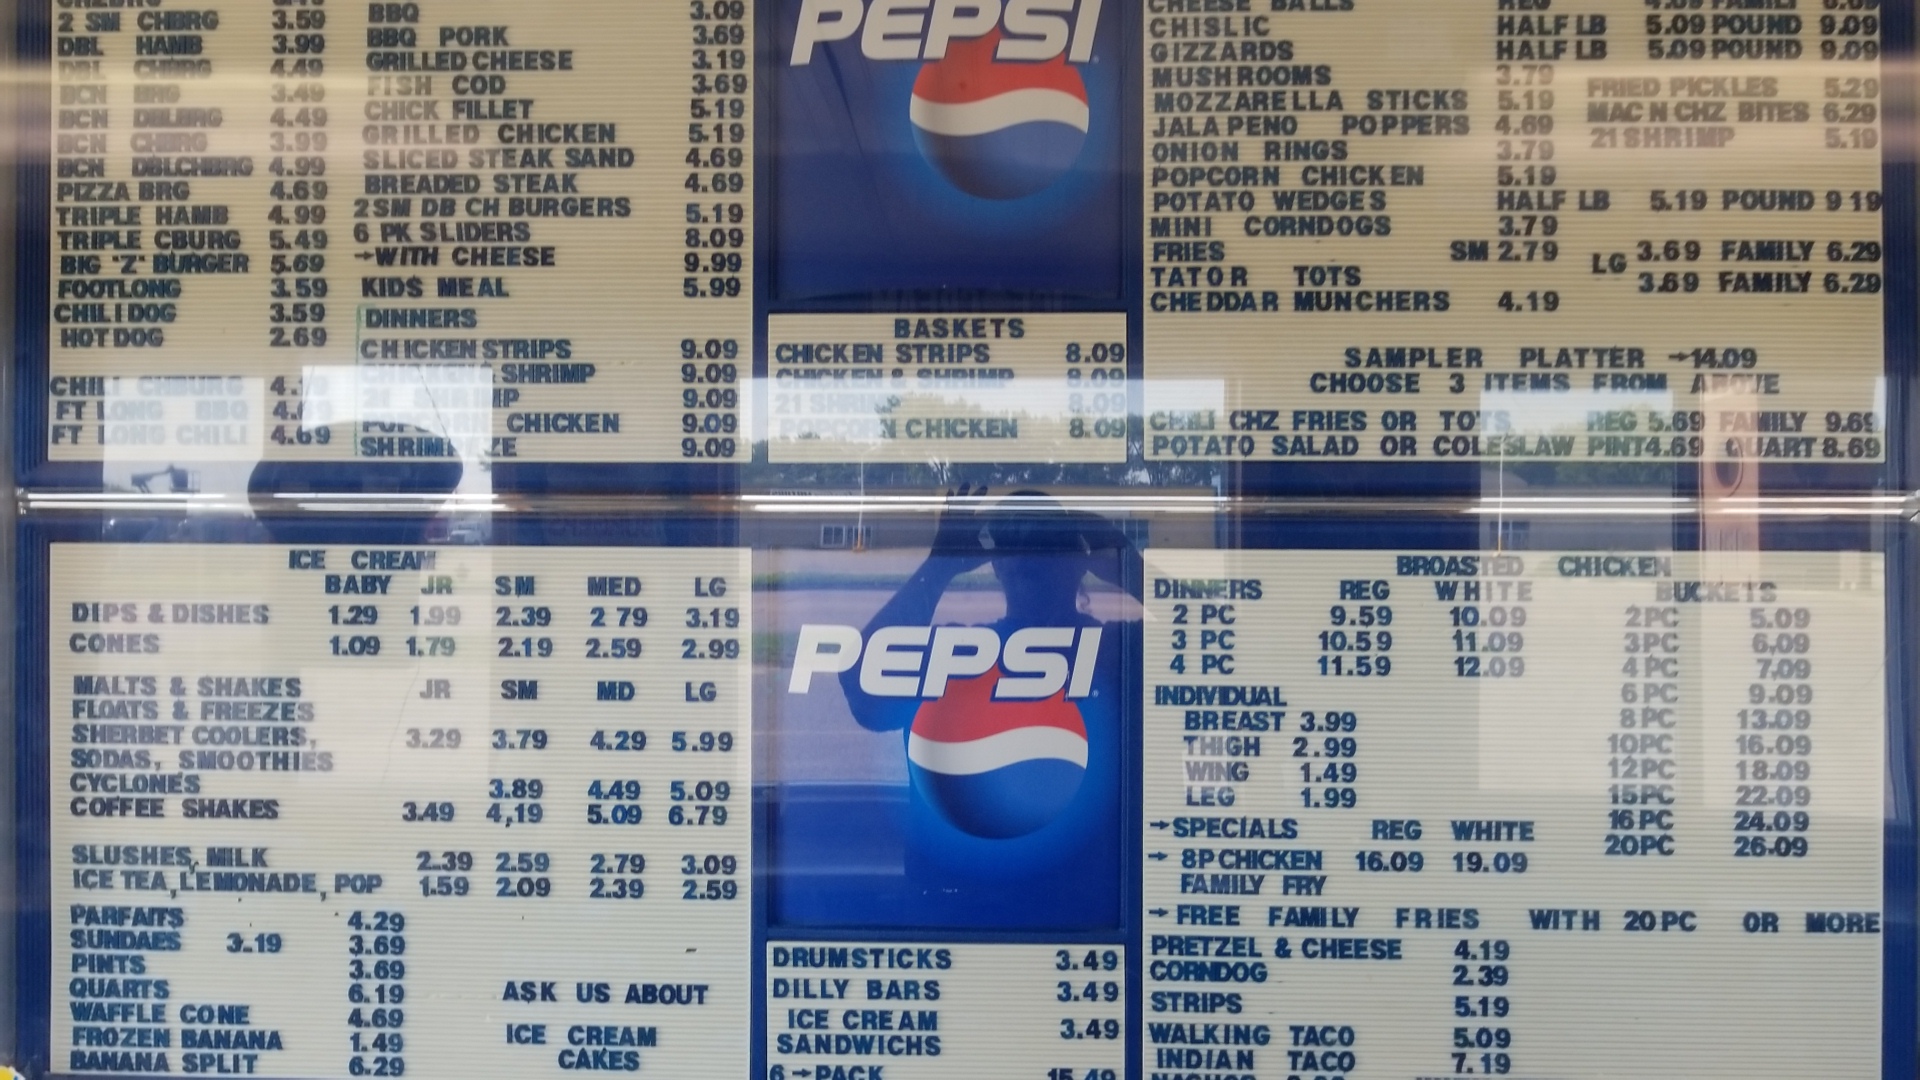 2 SM CHBRG 3.59
DBL HAMB 3.99
DBL CHBRG 4.49
BCN BRG 3.49
BCN DBLBRG 4.49
BCN CHBRG 3.99
BCN DBLCHBRG 4.99
PIZZA BRG 4.69
TRIPLE HAMB 4.99
TRIPLE CBURG 5.49
BIG "Z" BURGER 5.69
FOOTLONG 3.59
CHILI DOG 3.59
HOT DOG 2.69
CHILI CHBURG
FT LONG BBQ
FT LONG CHILI 4.69
BBQ 3.09
BBQ PORK 3.69
GRILLED CHEESE 3.19
FISH COD 3.69
CHICK FILLET 5.19
GRILLED CHICKEN 5.19
SLICED STEAK SAND 4.69
BREADED STEAK 4.69
2 SM DB CH BURGERS 5.19
6 PK SLIDERS 8.09
→WITH CHEESE 9.99
KIDS MEAL 5.99
DINNERS
CHICKEN STRIPS 9.09
CHICKEN & SHRIMP 9.09
21 SHRIMP 9.09
POPCORN CHICKEN 9.09
9.09
PEPSI
BASKETS
CHICKEN STRIPS 8.09
CHICKEN & SHRIMP 8.09
21 SHRIMP 8.09
POPCORN CHICKEN 8.09
CHEESE BALLS REG 4.69 FAMILY
CHISLIC HALF LB 5.09 POUND 9.09
GIZZARDS HALF LB 5.09 POUND 9.09
MUSHROOMS 3.79
MOZZARELLA STICKS 5.19
JALAPENO POPPERS 4.69
ONION RINGS 3.79
POPCORN CHICKEN 5.19
FRIED PICKLES 5.29
MAC N CHZ BITES 6.29
21 SHRIMP 5.19
POTATO WEDGES HALF LB 5.19 POUND 9 19
MINI CORNDOGS 3.79
FRIES SM 2.79 LG 3.69 FAMILY 6.29
TATOR TOTS 3.69 FAMILY 6.29
CHEDDAR MUNCHERS 4.19
SAMPLER PLATTER →14.09
CHOOSE 3 ITEMS FROM ABOVE
CHILI CHZ FRIES OR TOTS REG 5.69 FAMILY 9.69
POTATO SALAD OR COLESLAW PINT 4.69 QUART 8.69
ICE CREAM
BABY JR SM MED LG
DIPS & DISHES 1.29 1.99 2.39 2 79 3.19
CONES 1.09 1.79 2.19 2.59 2.99
MALTS & SHAKES JR SM MD LG
FLOATS & FREEZES
SHERBET COOLERS, 3.29 3.79 4.29 5.99
SODAS, SMOOTHIES
CYCLONES 3.89 4.49 5.09
COFFEE SHAKES 3.49 4,19 5.09 6.79
SLUSHES, MILK 2.39 2.59 2.79 3.09
ICE TEA, LEMONADE, POP 1.59 2.09 2.39 2.59
PARFAITS 4.29
SUNDAES 3.19 3.69
PINTS 3.69
QUARTS 6.19
WAFFLE CONE 4.69
FROZEN BANANA 1.49
BANANA SPLIT 6.29
ASK US ABOUT
ICE CREAM
CAKES
PEPSI
DRUMSTICKS 3.49
DILLY BARS 3.49
ICE CREAM
SANDWICHS 3.49
6→PACK 15.49
BROASTED CHICKEN
DINNERS REG WHITE
2 PC 9.59 10.09
3 PC 10.59 11.09
4 PC 11.59 12.09
INDIVIDUAL
BREAST 3.99
THIGH 2.99
WING 1.49
LEG 1.99
BUCKETS
2PC 5.09
3PC 6,09
4PC 7,09
6PC 9.09
8PC 13.09
10PC 16.09
12PC 18.09
15PC 22.09
16PC 24.09
20PC 26.09
→SPECIALS REG WHITE
→ 8P CHICKEN 16.09 19.09
FAMILY FRY
→ FREE FAMILY FRIES WITH 20PC OR MORE
PRETZEL & CHEESE 4.19
CORNDOG 2.39
STRIPS 5.19
WALKING TACO 5.09
INDIAN TACO 7.19